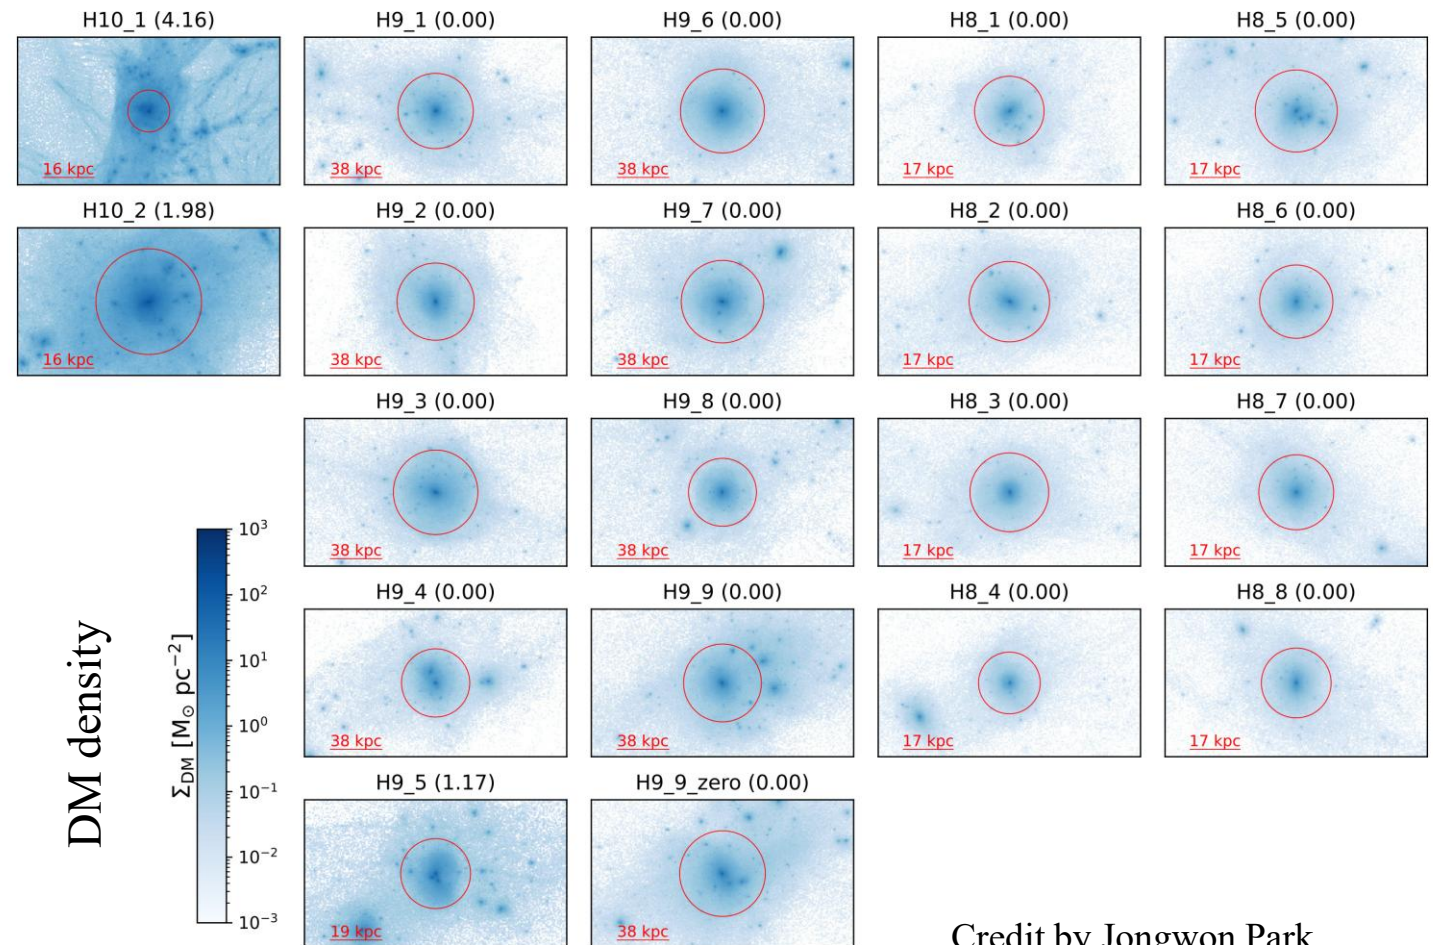 H10_1 (4.16)
H9_1 (0.00)
H9_6 (0.00)
H8_1 (0.00)
H8_5 (0.00)
16 kpc
38 kpc
38 kpc
17 kpc
17 kpc
H10_2 (1.98)
H9_2 (0.00)
H9_7 (0.00)
H8_2 (0.00)
H8_6 (0.00)
16 kpc
38 kpc
38 kpc
17 kpc
17 kpc
H9_3 (0.00)
H9_8 (0.00)
H8_3 (0.00)
H8_7 (0.00)
38 kpc
38 kpc
17 kpc
17 kpc
H9_4 (0.00)
H9_9 (0.00)
H8_4 (0.00)
H8_8 (0.00)
38 kpc
38 kpc
17 kpc
17 kpc
H9_5 (1.17)
H9_9_zero (0.00)
19 kpc
38 kpc
DM density
Σ_DM [M_⊙ pc⁻²]
10³
10²
10¹
10⁰
10⁻¹
10⁻²
10⁻³
Credit by Jongwon Park